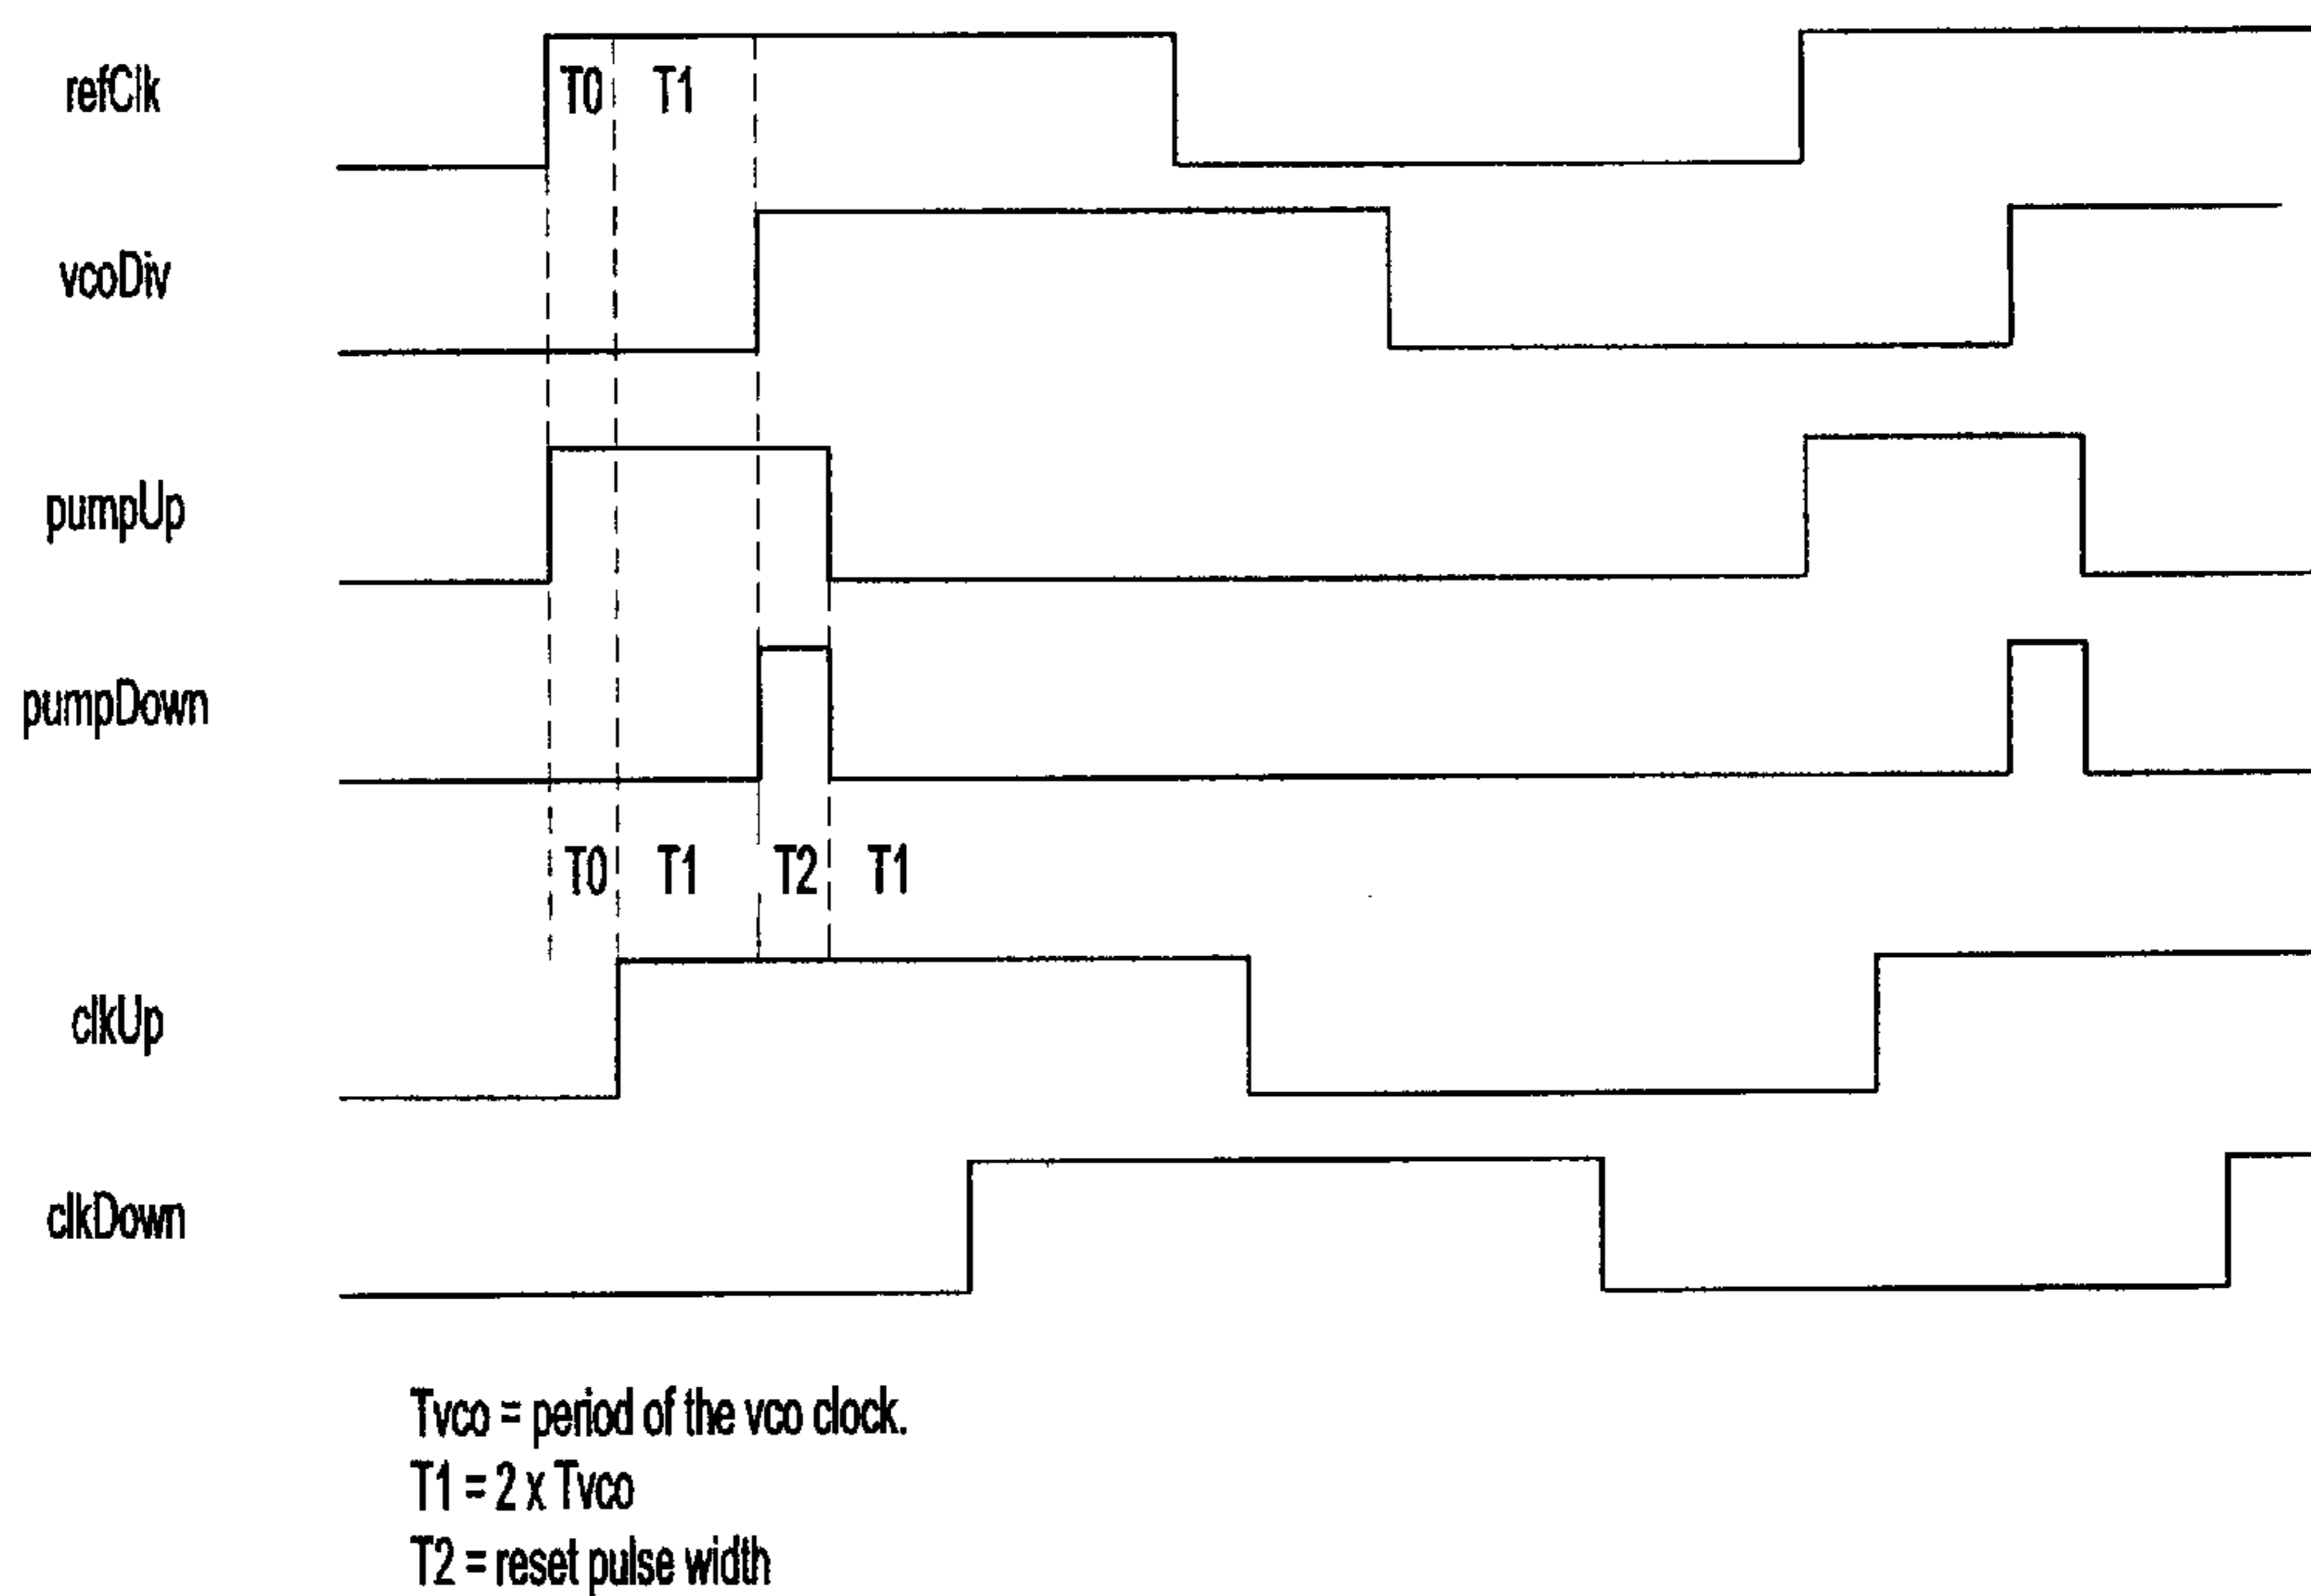 refClk
T0 T1
vcoDiv
pumpUp
pumpDown
T0 T1 T2 T1
clkUp
clkDown
Tvco = period of the vco clock.
T1 = 2 x Tvco
T2 = reset pulse width